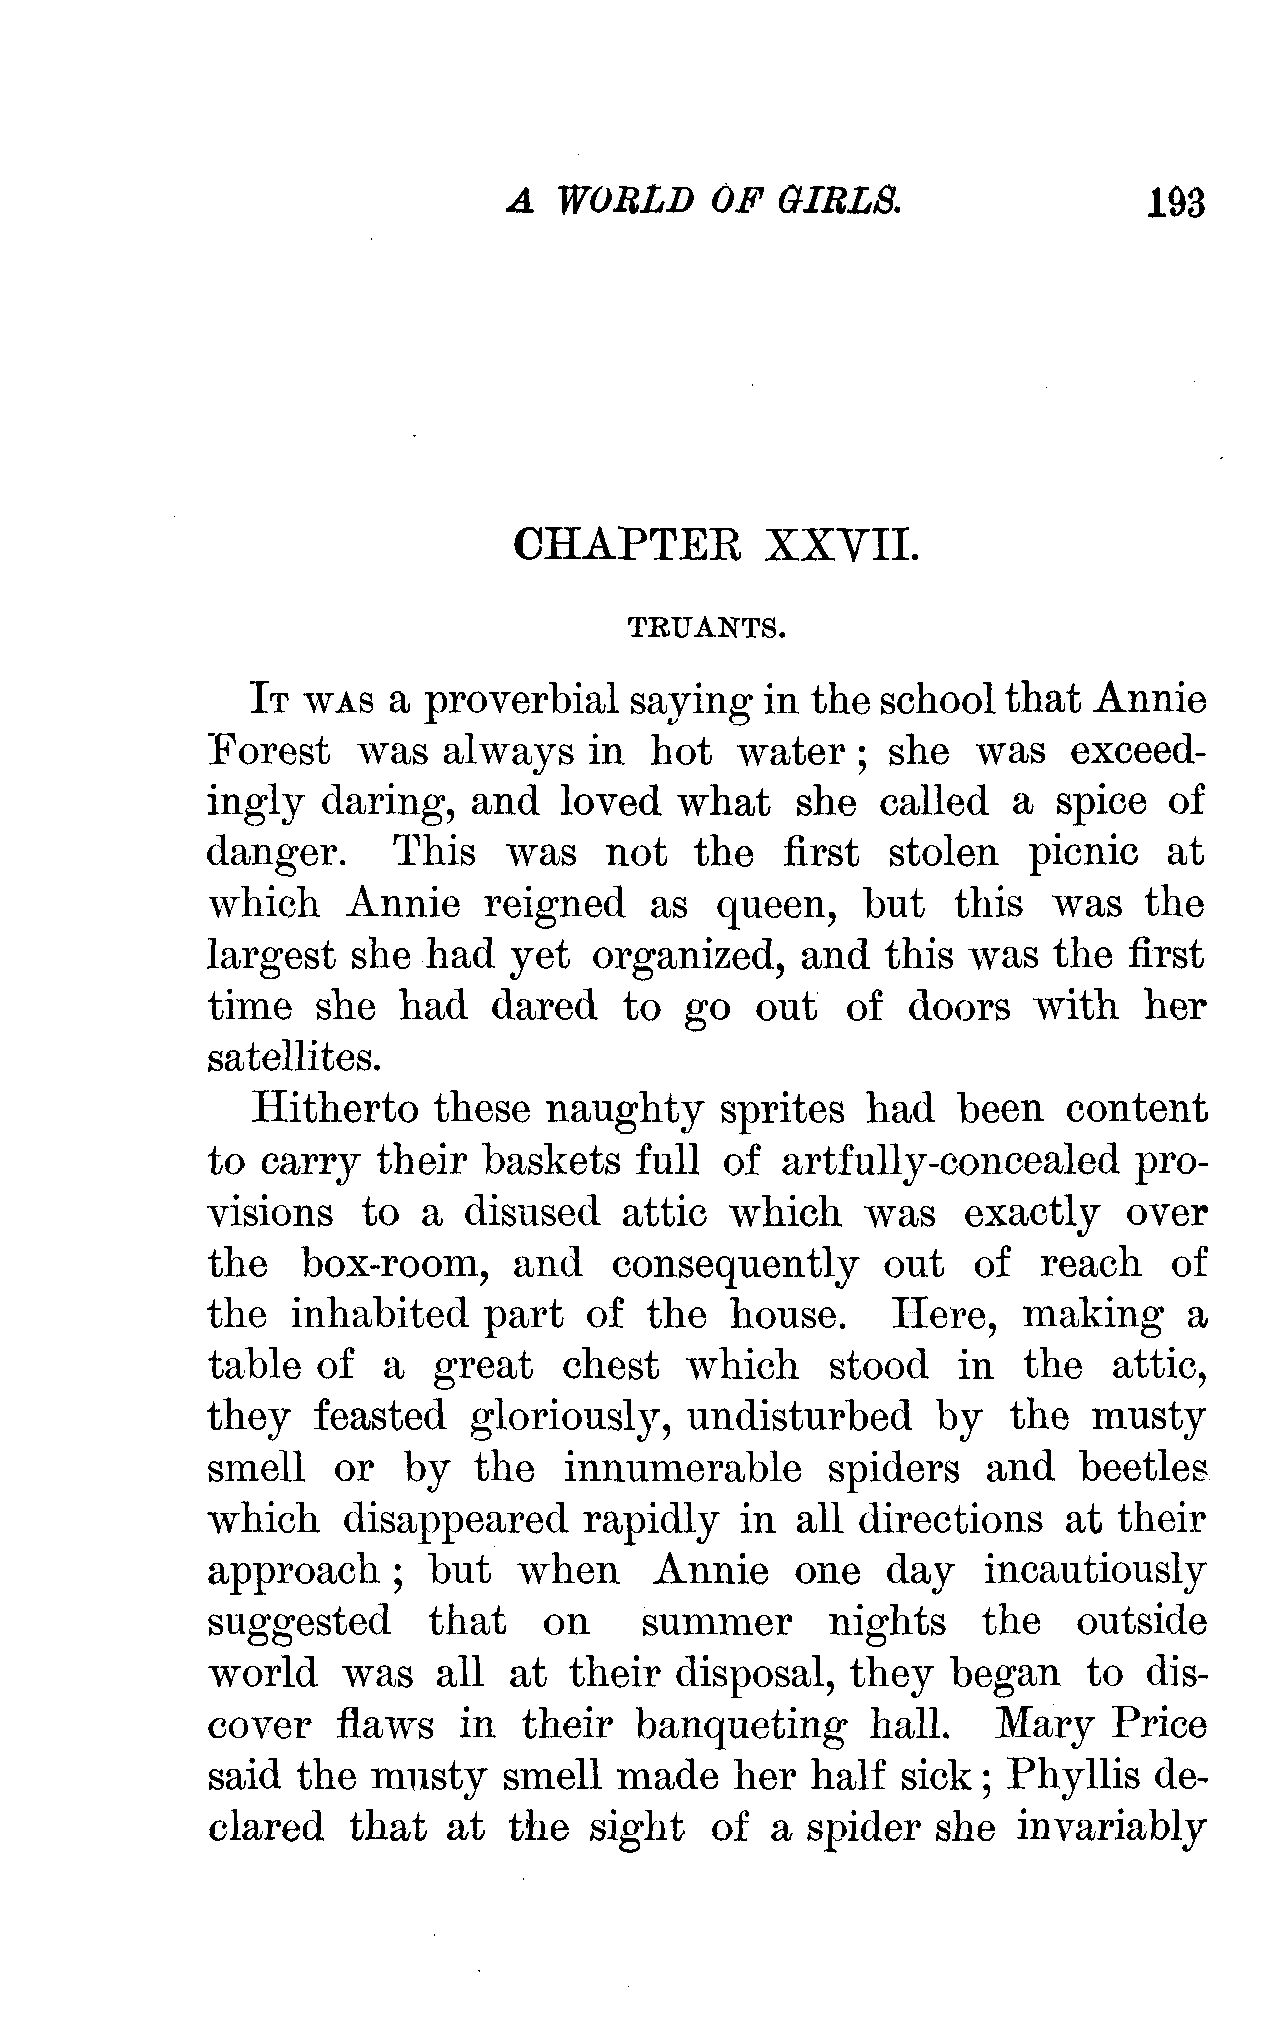 A WORLD OF GIRLS. 193
CHAPTER XXVII.
TRUANTS.
IT WAS a proverbial saying in the school that Annie
Forest was always in hot water ; she was exceed-
ingly daring, and loved what she called a spice of
danger. This was not the first stolen picnic at
which Annie reigned as queen, but this was the
largest she had yet organized, and this was the first
time she had dared to go out of doors with her
satellites.
Hitherto these naughty sprites had been content
to carry their baskets full of artfully-concealed pro-
visions to a disused attic which was exactly over
the box-room, and consequently out of reach of
the inhabited part of the house. Here, making a
table of a great chest which stood in the attic,
they feasted gloriously, undisturbed by the musty
smell or by the innumerable spiders and beetles
which disappeared rapidly in all directions at their
approach ; but when Annie one day incautiously
suggested that on summer nights the outside
world was all at their disposal, they began to dis-
cover flaws in their banqueting hall. Mary Price
said the musty smell made her half sick ; Phyllis de-
clared that at the sight of a spider she invariably